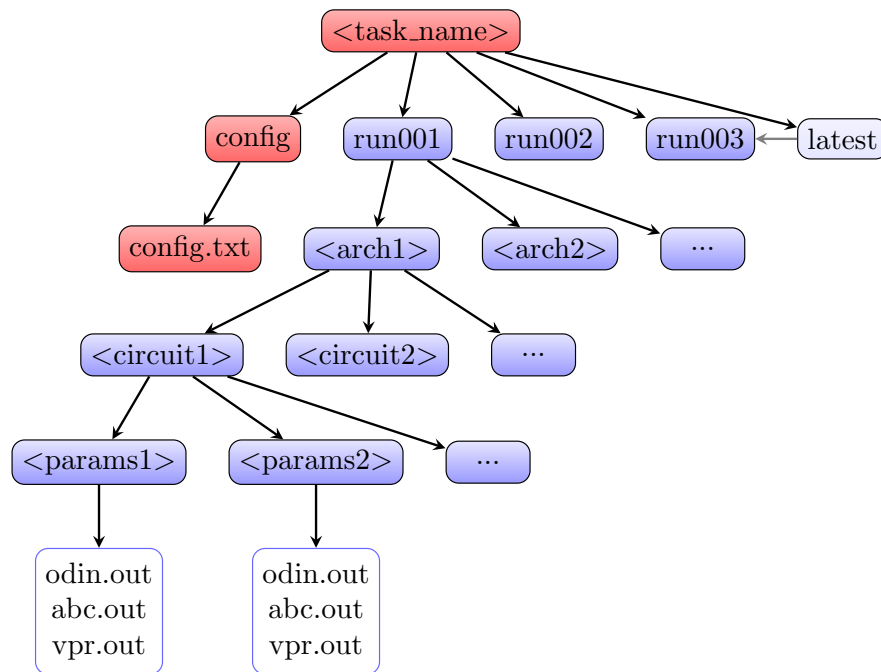 <task_name>
config
run001
run002
run003
latest
config.txt
<arch1>
<arch2>
...
<circuit1>
<circuit2>
...
<params1>
<params2>
...
odin.out
abc.out
vpr.out
odin.out
abc.out
vpr.out